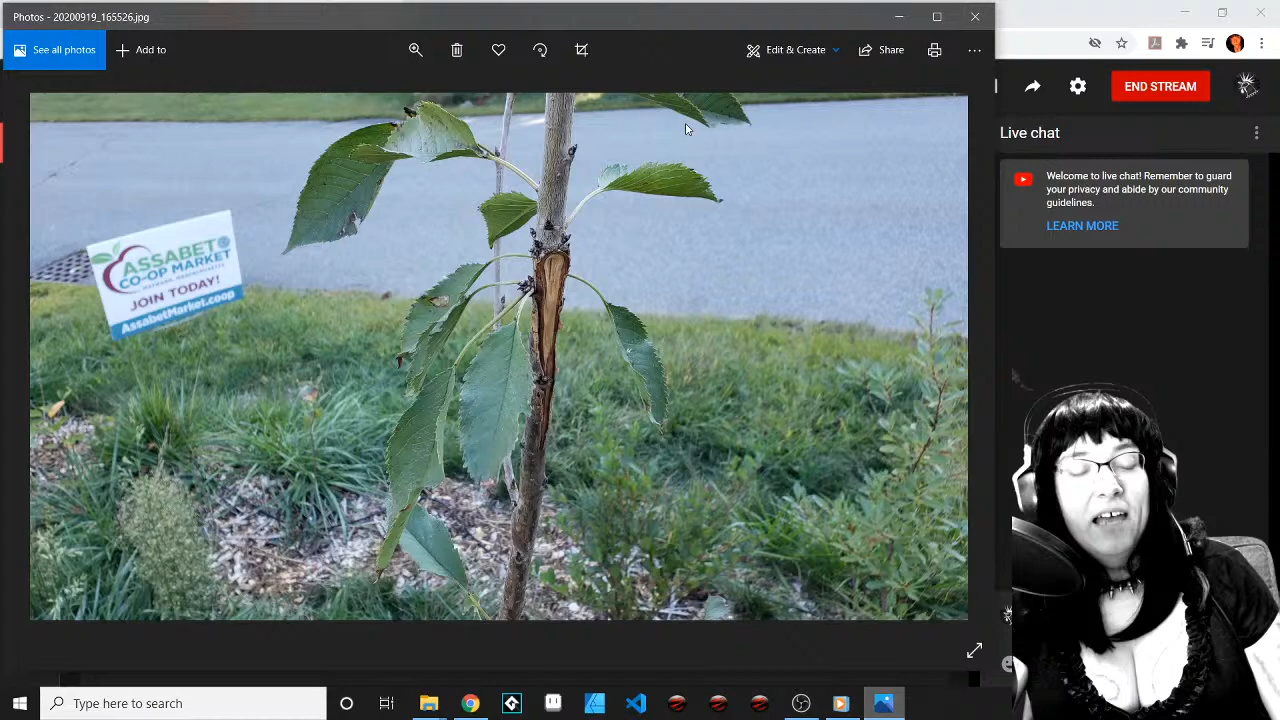 Photos - 20200919_165526.jpg
See all photos
Add to
Edit & Create
Share
END STREAM
Live chat
Welcome to live chat! Remember to guard
your privacy and abide by our community
guidelines.
LEARN MORE
ASSABET
CO-OP MARKET
JOIN TODAY!
AssabetMarket.coop
Type here to search